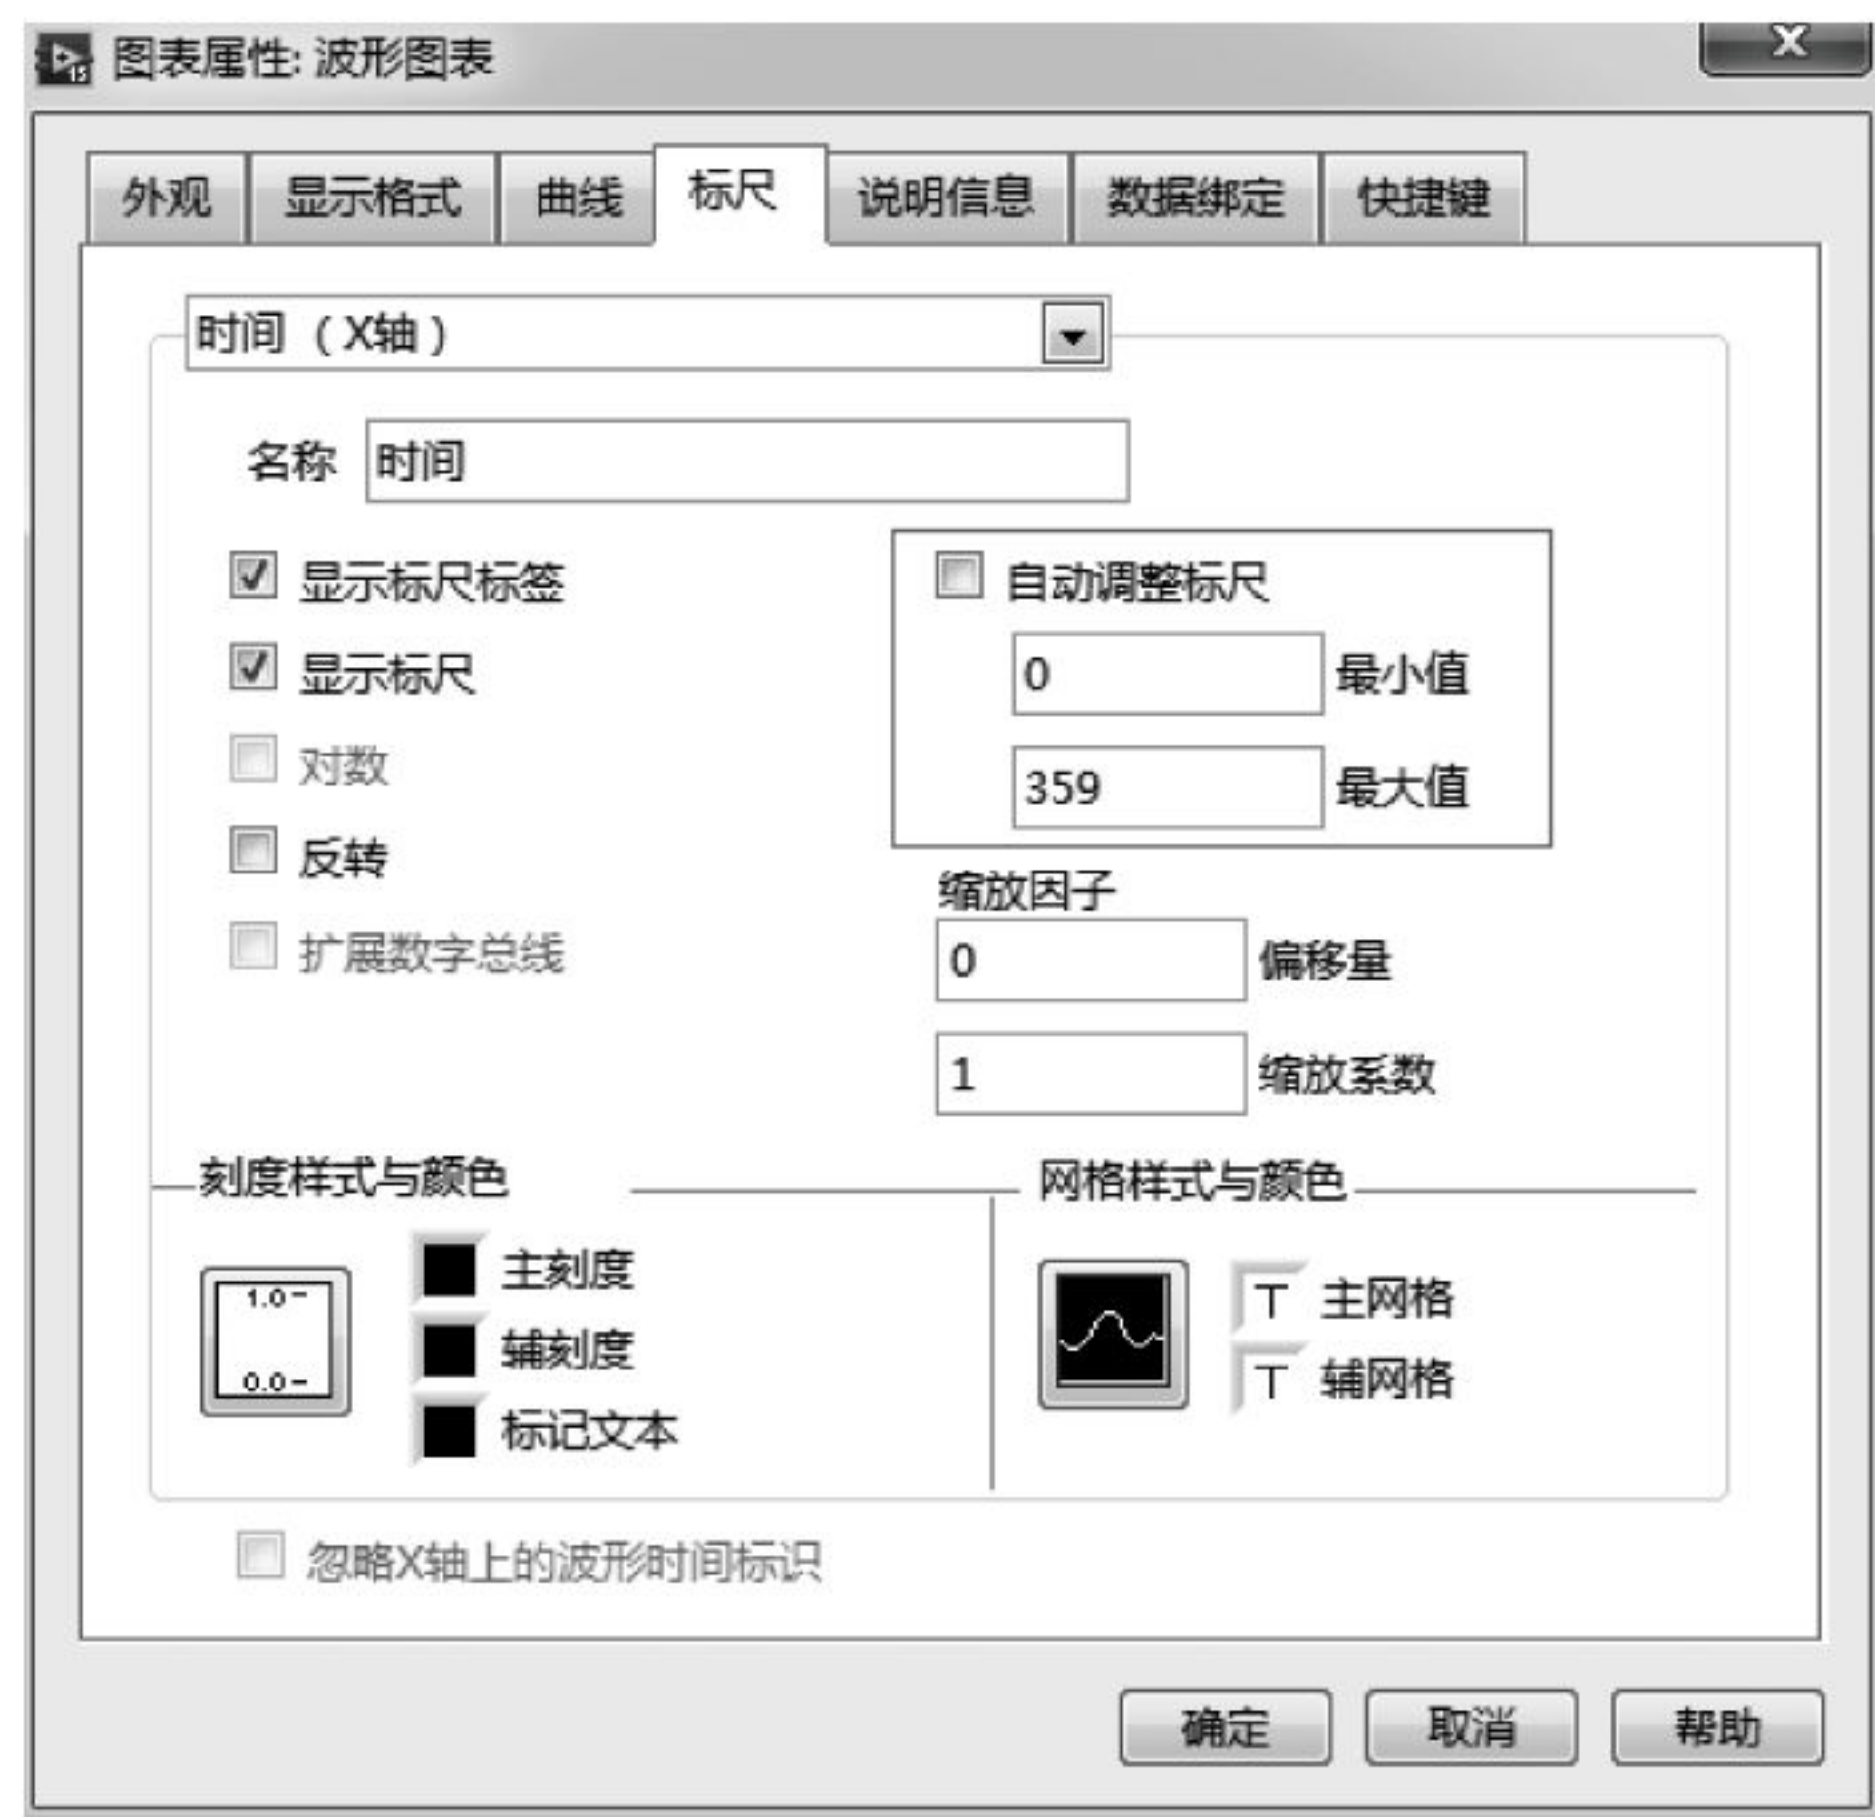 图表属性: 波形图表
外观 显示格式 曲线 标尺 说明信息 数据绑定 快捷键
时间（X轴）
名称 时间
显示标尺标签
自动调整标尺
显示标尺
0 最小值
对数
359 最大值
反转
缩放因子
扩展数字总线
0 偏移量
1 缩放系数
刻度样式与颜色
网格样式与颜色
1.0
0.0
主刻度
辅刻度
标记文本
T 主网格
T 辅网格
忽略X轴上的波形时间标识
确定 取消 帮助